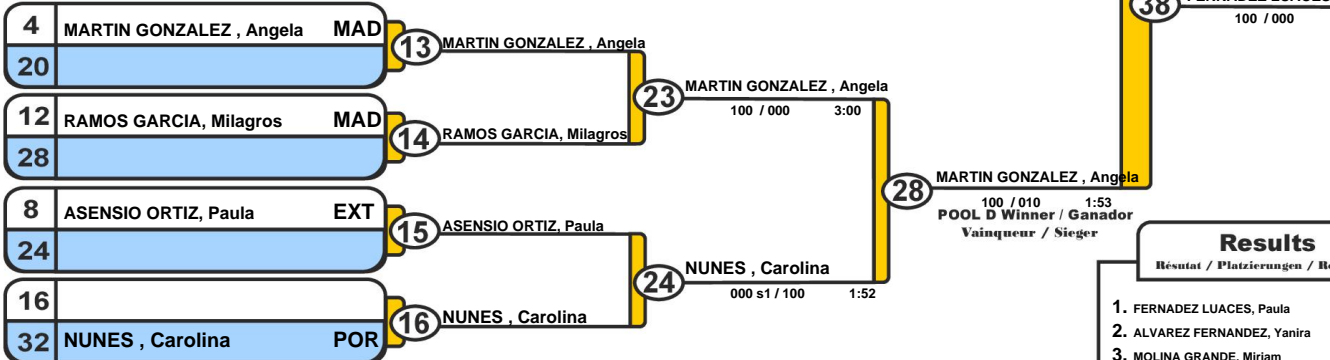 38
100 / 000
4 MARTIN GONZALEZ , Angela MAD
20
13 MARTIN GONZALEZ , Angela
12 RAMOS GARCIA, Milagros MAD
28
14 RAMOS GARCIA, Milagros
23 MARTIN GONZALEZ , Angela
100 / 000 3:00
8 ASENSIO ORTIZ, Paula EXT
24
15 ASENSIO ORTIZ, Paula
16
32 NUNES , Carolina POR
16 NUNES , Carolina
24 NUNES , Carolina
000 s1 / 100 1:52
28 MARTIN GONZALEZ , Angela
100 / 010 1:53
POOL D Winner / Ganador
Vainqueur / Sieger
Results
Résutat / Platzierungen /
1. FERNADEZ LUACES, Paula
2. ALVAREZ FERNANDEZ, Yanira
3. MOLINA GRANDE, Miriam